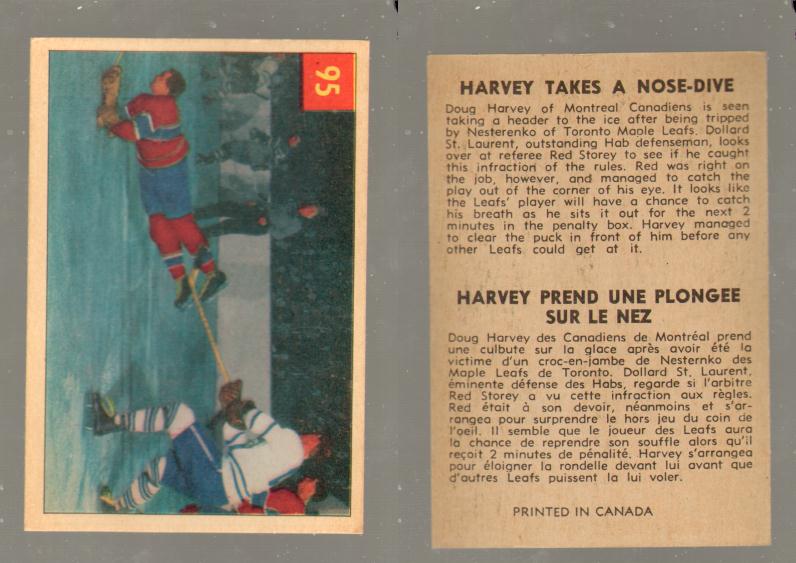 95
HARVEY TAKES A NOSE-DIVE
Doug Harvey of Montreal Canadiens is seen
taking a header to the ice after being tripped
by Nesterenko of Toronto Maple Leafs. Dollard
St. Laurent, outstanding Hab defenseman, looks
over at referee Red Storey to see if he caught
this infraction of the rules. Red was right on
the job, however, and managed to catch the
play out of the corner of his eye. It looks like
the Leafs' player will have a chance to catch
his breath as he sits it out for the next 2
minutes in the penalty box. Harvey managed
to clear the puck in front of him before any
other Leafs could get at it.
HARVEY PREND UNE PLONGEE
SUR LE NEZ
Doug Harvey des Canadiens de Montréal prend
une culbute sur la glace après avoir été la
victime d'un croc-en-jambe de Nesternko des
Maple Leafs de Toronto. Dollard St. Laurent,
éminente défense des Habs, regarde si l'arbitre
Red Storey a vu cette infraction aux règles.
Red était à son devoir, néanmoins et s'ar-
rangea pour surprendre le hors jeu du coin de
l'oeil. Il semble que le joueur des Leafs aura
la chance de reprendre son souffle alors qu'il
reçoit 2 minutes de pénalité. Harvey s'arrangea
pour éloigner la rondelle devant lui avant que
d'autres Leafs puissent la lui voler.
PRINTED IN CANADA